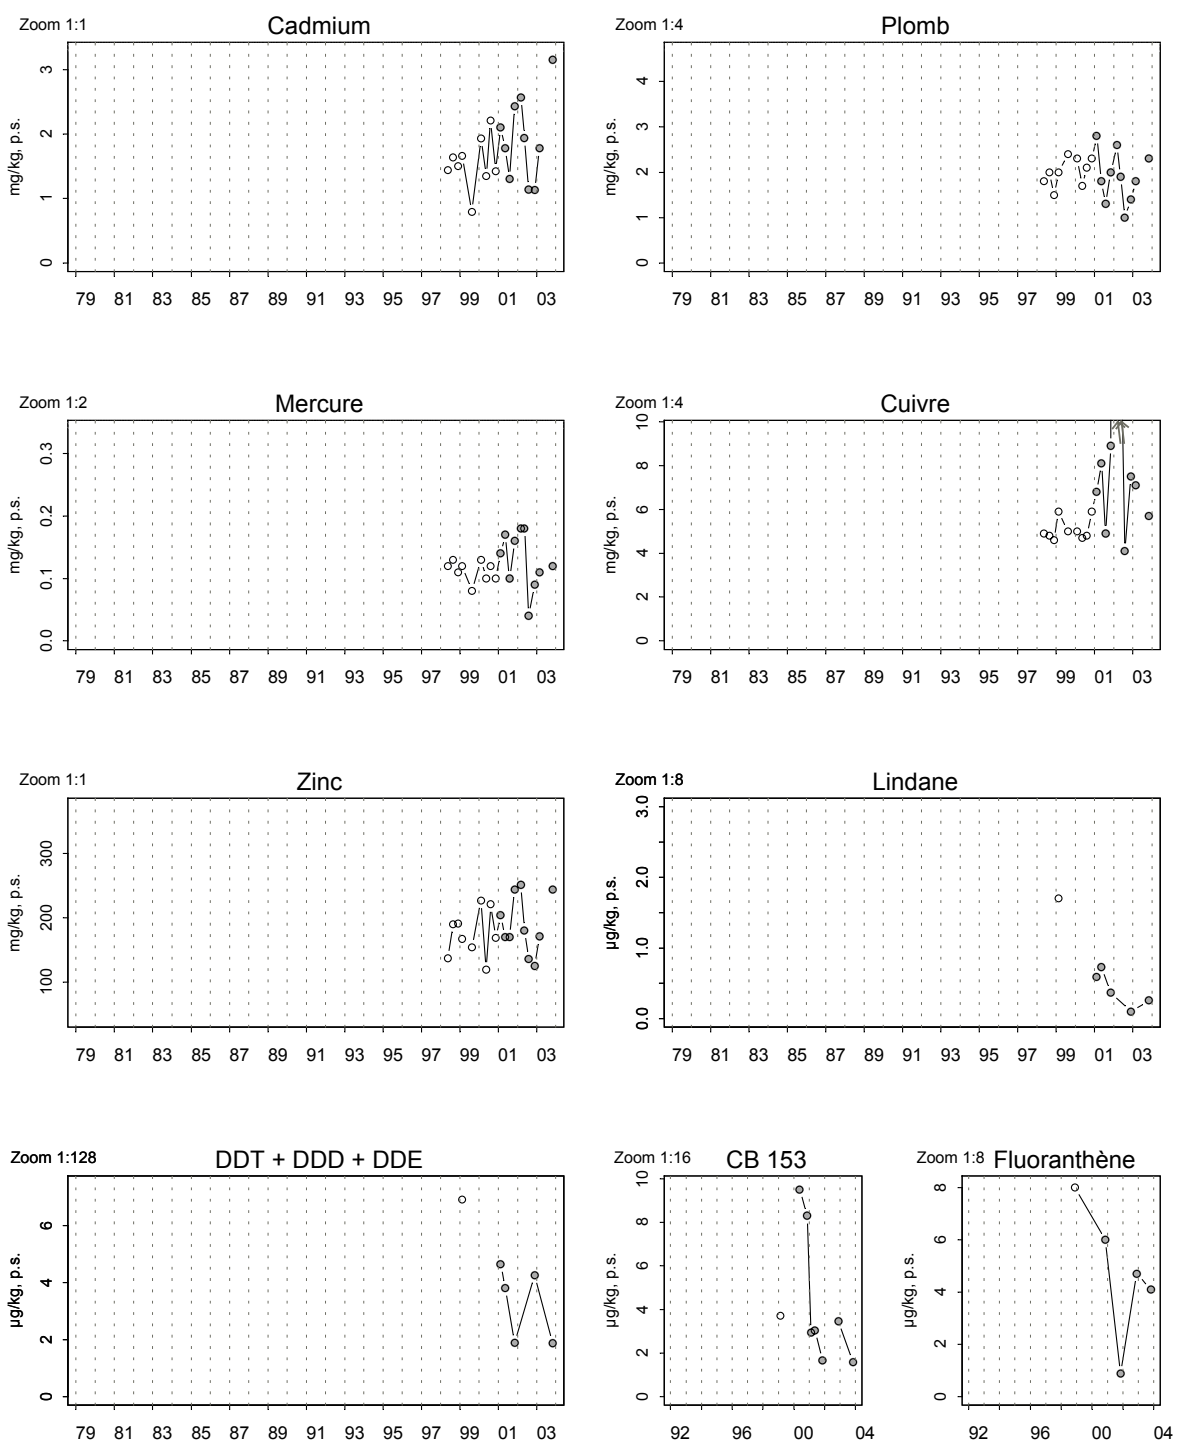 Zoom 1:1 Cadmium
mg/kg, p.s.
3
2
1
0
79 81 83 85 87 89 91 93 95 97 99 01 03
Zoom 1:4 Plomb
mg/kg, p.s.
4
3
2
1
0
79 81 83 85 87 89 91 93 95 97 99 01 03
Zoom 1:2 Mercure
mg/kg, p.s.
0.3
0.2
0.1
0.0
79 81 83 85 87 89 91 93 95 97 99 01 03
Zoom 1:4 Cuivre
mg/kg, p.s.
10
8
6
4
2
0
79 81 83 85 87 89 91 93 95 97 99 01 03
Zoom 1:1 Zinc
mg/kg, p.s.
300
200
100
79 81 83 85 87 89 91 93 95 97 99 01 03
Zoom 1:8 Lindane
µg/kg, p.s.
3.0
2.0
1.0
0.0
79 81 83 85 87 89 91 93 95 97 99 01 03
Zoom 1:128 DDT + DDD + DDE
µg/kg, p.s.
6
4
2
0
79 81 83 85 87 89 91 93 95 97 99 01 03
Zoom 1:16 CB 153
µg/kg, p.s.
10
8
6
4
2
0
92 96 00 04
Zoom 1:8 Fluoranthène
µg/kg, p.s.
8
6
4
2
0
92 96 00 04